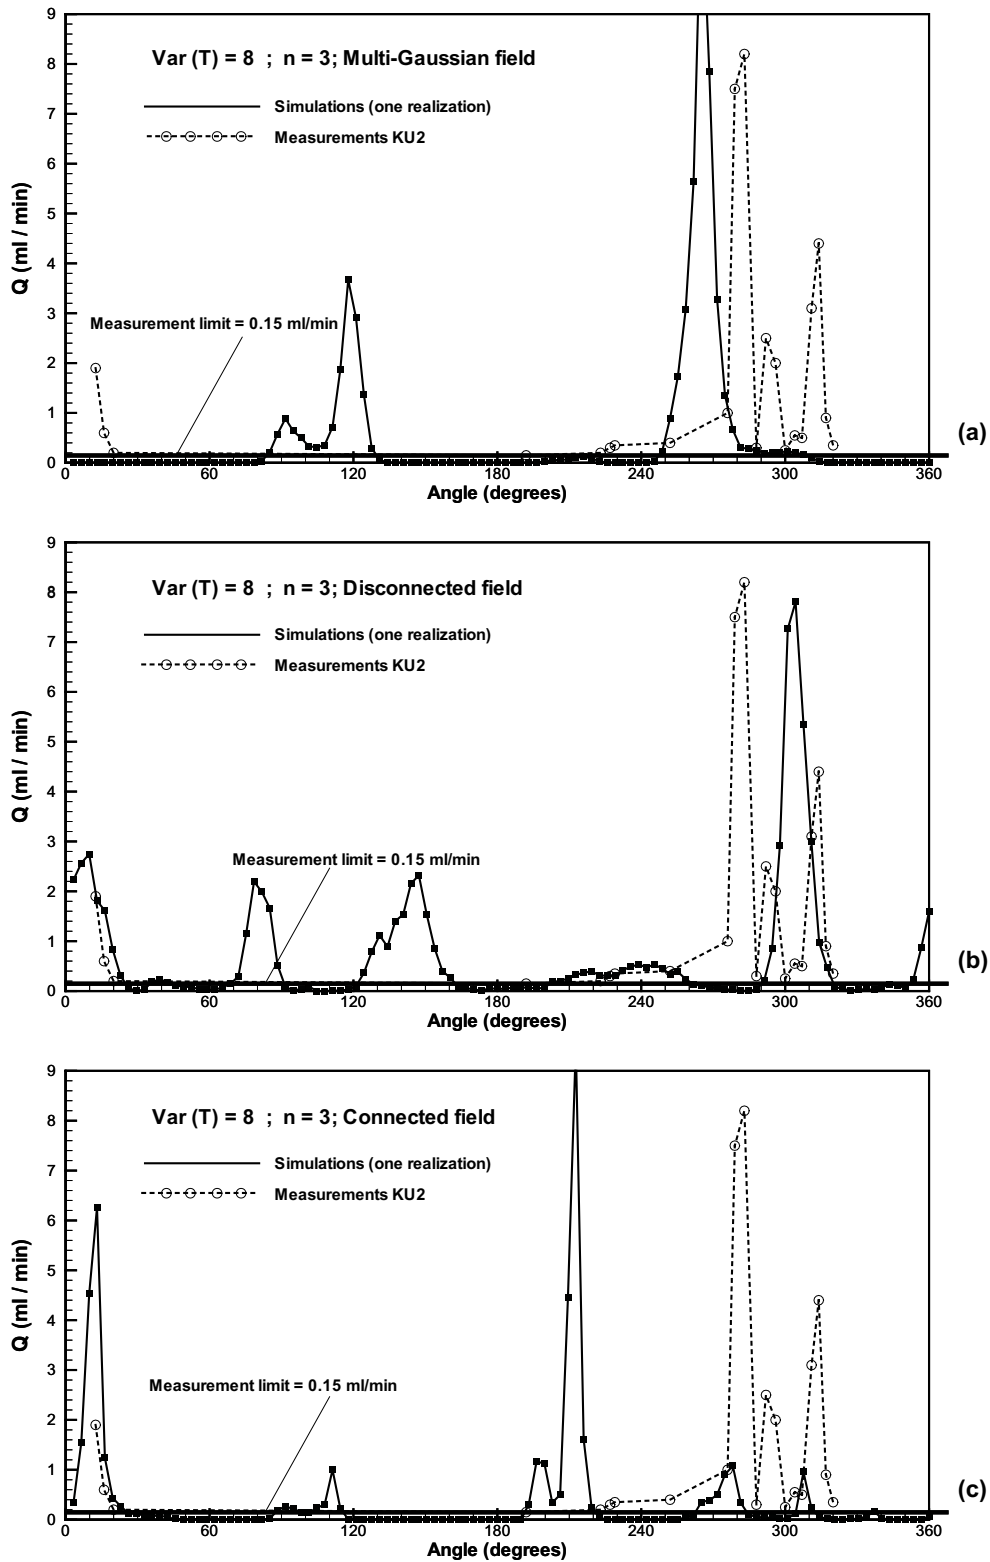 9
8
7
6
5
4
3
2
1
0
Q (ml / min)
Var (T) = 8 ; n = 3; Multi-Gaussian field
Simulations (one realization)
Measurements KU2
Measurement limit = 0.15 ml/min
0 60 120 180 240 300 360
Angle (degrees)
(a)
9
8
7
6
5
4
3
2
1
0
Q (ml / min)
Var (T) = 8 ; n = 3; Disconnected field
Simulations (one realization)
Measurements KU2
Measurement limit = 0.15 ml/min
0 60 120 180 240 300 360
Angle (degrees)
(b)
9
8
7
6
5
4
3
2
1
0
Q (ml / min)
Var (T) = 8 ; n = 3; Connected field
Simulations (one realization)
Measurements KU2
Measurement limit = 0.15 ml/min
0 60 120 180 240 300 360
Angle (degrees)
(c)